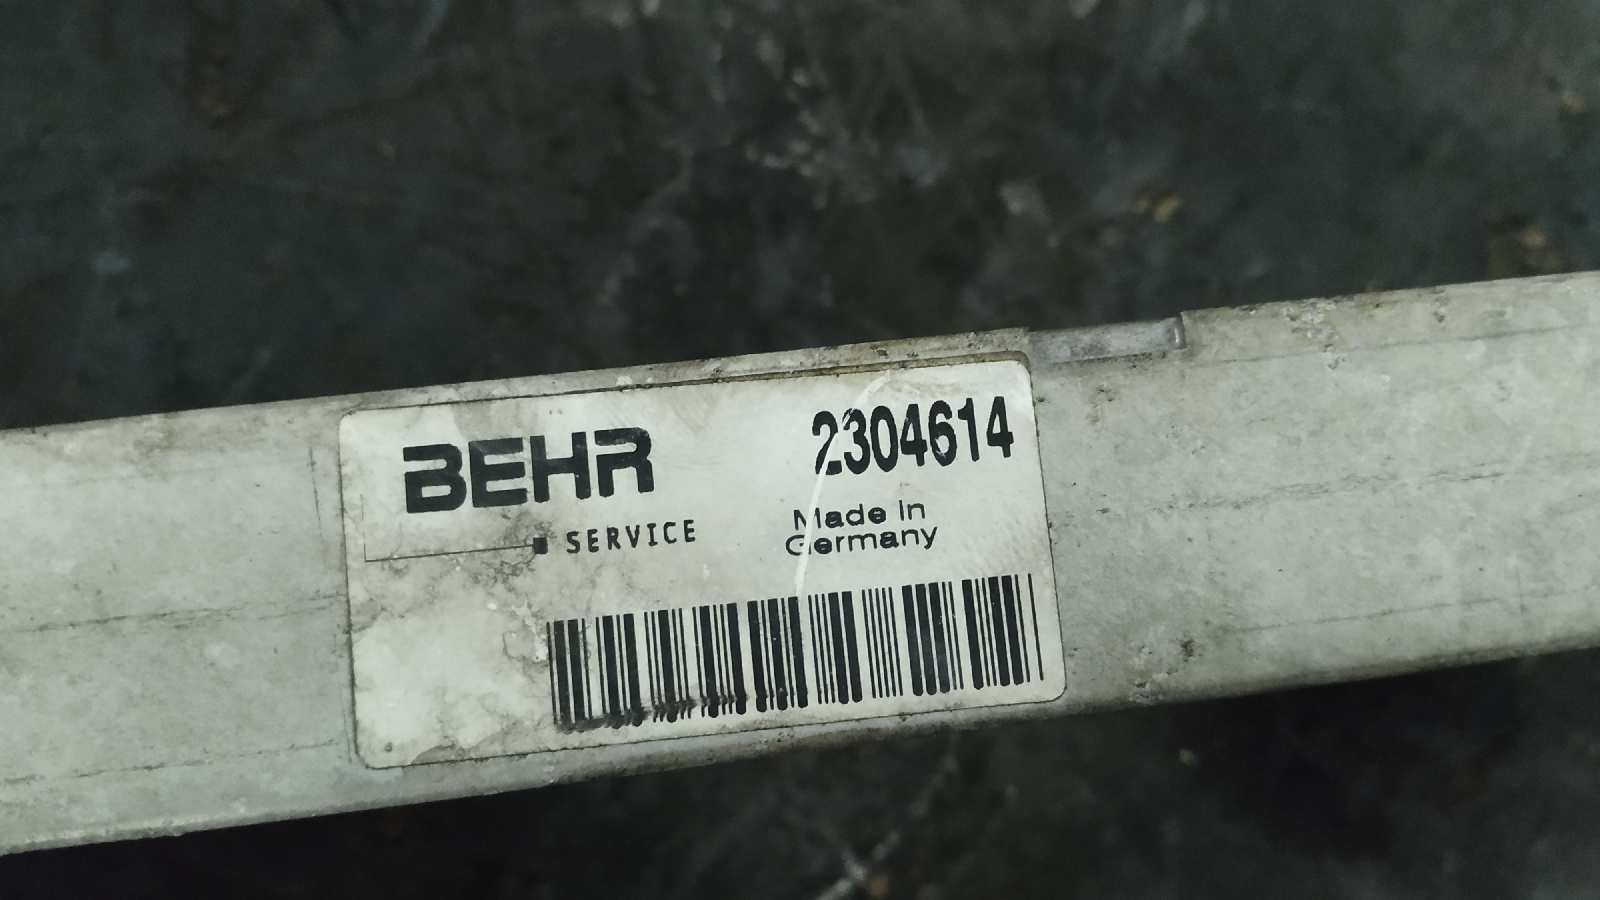 BEHR
SERVICE
2304614
Made In
Germany